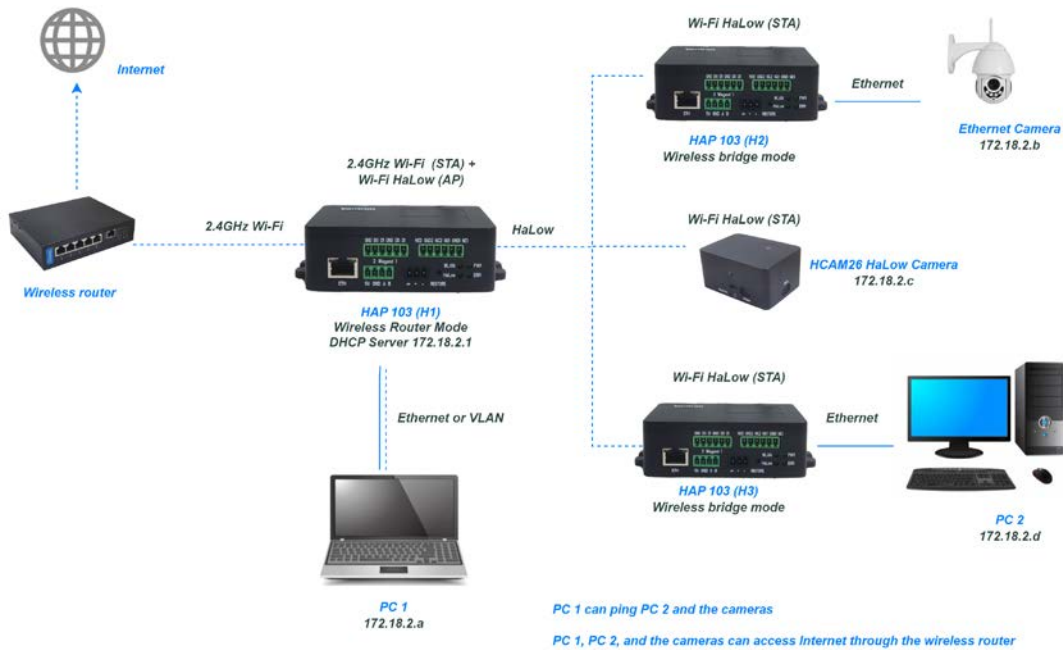 Wi-Fi HaLow (STA)
Internet
Ethernet
HAP 103 (H2)
Wireless bridge mode
Ethernet Camera
172.18.2.b
2.4GHz Wi-Fi (STA) +
Wi-Fi HaLow (AP)
2.4GHz Wi-Fi
HaLow
Wi-Fi HaLow (STA)
HCAM26 HaLow Camera
172.18.2.c
Wireless router
HAP 103 (H1)
Wireless Router Mode
DHCP Server 172.18.2.1
Wi-Fi HaLow (STA)
Ethernet or VLAN
Ethernet
HAP 103 (H3)
Wireless bridge mode
PC 2
172.18.2.d
PC 1
172.18.2.a
PC 1 can ping PC 2 and the cameras
PC 1, PC 2, and the cameras can access Internet through the wireless router